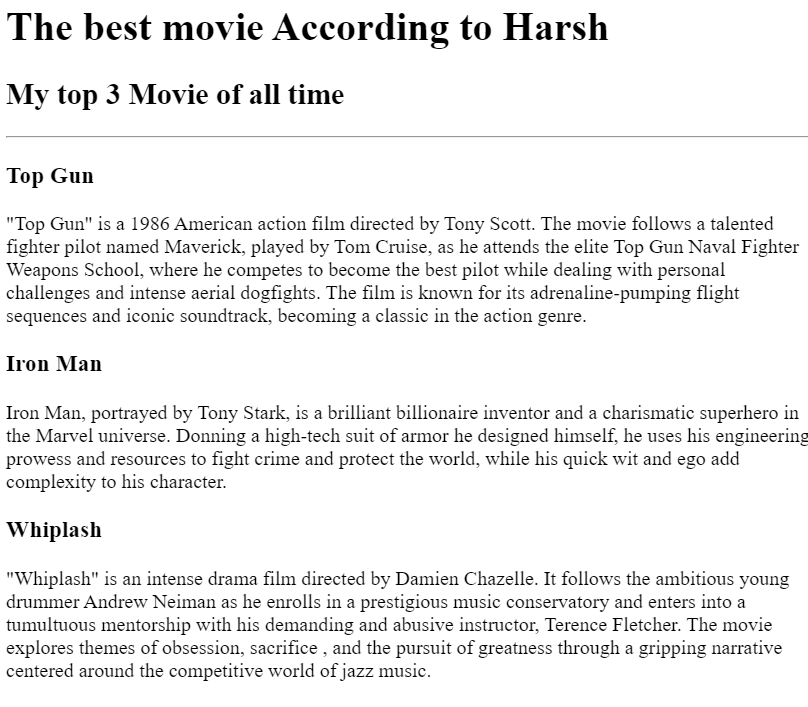 The best movie According to Harsh
My top 3 Movie of all time
Top Gun
"Top Gun" is a 1986 American action film directed by Tony Scott. The movie follows a talented
fighter pilot named Maverick, played by Tom Cruise, as he attends the elite Top Gun Naval Fighter
Weapons School, where he competes to become the best pilot while dealing with personal
challenges and intense aerial dogfights. The film is known for its adrenaline-pumping flight
sequences and iconic soundtrack, becoming a classic in the action genre.
Iron Man
Iron Man, portrayed by Tony Stark, is a brilliant billionaire inventor and a charismatic superhero in
the Marvel universe. Donning a high-tech suit of armor he designed himself, he uses his engineering
prowess and resources to fight crime and protect the world, while his quick wit and ego add
complexity to his character.
Whiplash
"Whiplash" is an intense drama film directed by Damien Chazelle. It follows the ambitious young
drummer Andrew Neiman as he enrolls in a prestigious music conservatory and enters into a
tumultuous mentorship with his demanding and abusive instructor, Terence Fletcher. The movie
explores themes of obsession, sacrifice , and the pursuit of greatness through a gripping narrative
centered around the competitive world of jazz music.